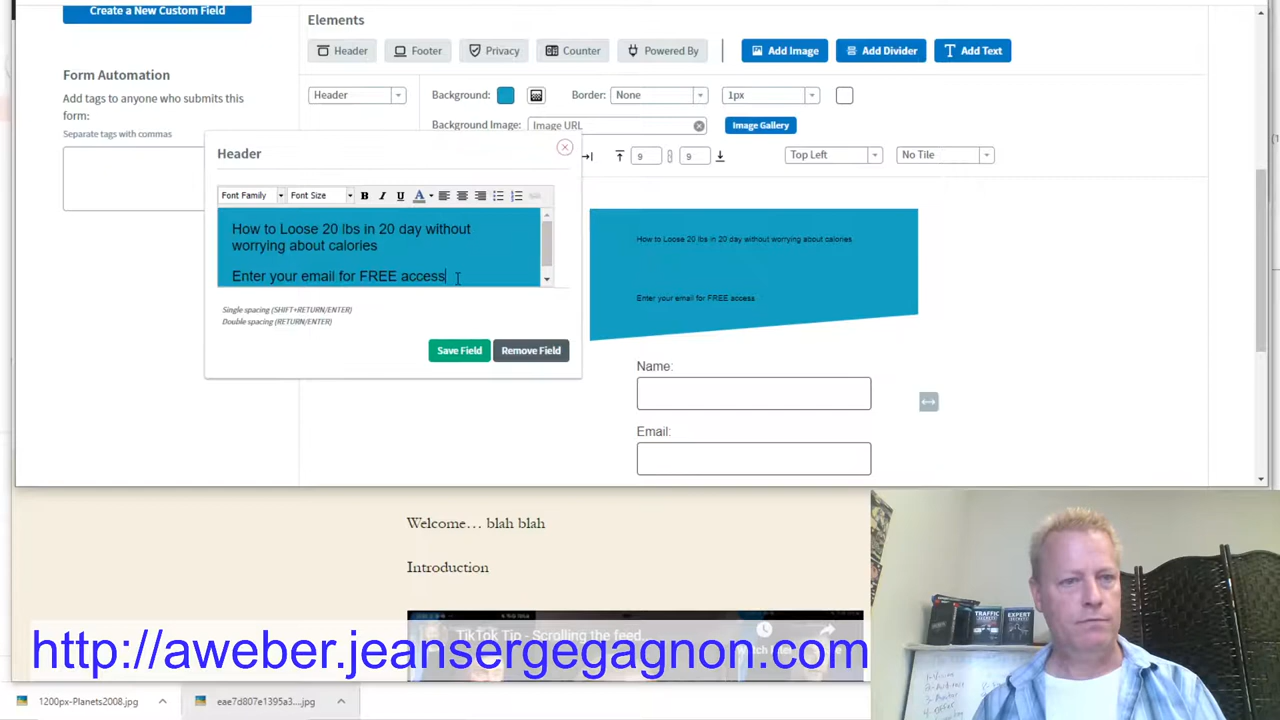 Create a New Custom Field
Elements
Header
Footer
Privacy
Counter
Powered By
Add Image
Add Divider
Add Text
Form Automation
Add tags to anyone who submits this
form:
Separate tags with commas
Header
Background:
Border:
None
1px
Background Image:
Image URL
Image Gallery
9
9
Top Left
No Tile
Header
Font Family
Font Size
B
I
U
A
How to Loose 20 lbs in 20 day without
worrying about calories
Enter your email for FREE access
Single spacing (SHIFT+RETURN/ENTER)
Double spacing (RETURN/ENTER)
Save Field
Remove Field
How to Loose 20 lbs in 20 day without worrying about calories
Enter your email for FREE access
Name:
Email:
Welcome… blah blah
Introduction
TikTok Tip - Scrolling the feed...
http://aweber.jeansergegagnon.com
1200px-Planets2008.jpg
eae7d807e1395a3....jpg
TRAFFIC
SECRETS
EXPERT
SECRETS